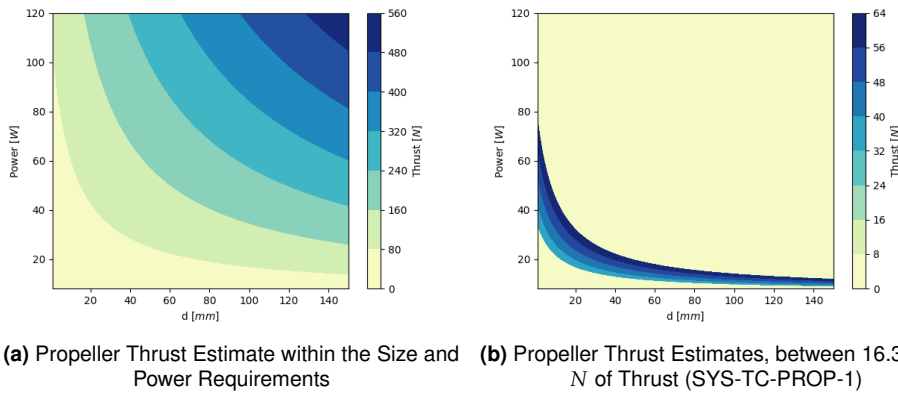 120
100
80
60
40
20
Power [W]
20 40 60 80 100 120 140
d [mm]
560
480
400
320
240
160
80
0
Thrust [N]
120
100
80
60
40
20
Power [W]
20 40 60 80 100 120 140
d [mm]
64
56
48
40
32
24
16
8
0
Thrust [N]
(a) Propeller Thrust Estimate within the Size and
Power Requirements
(b) Propeller Thrust Estimates, between 16.3
N of Thrust (SYS-TC-PROP-1)